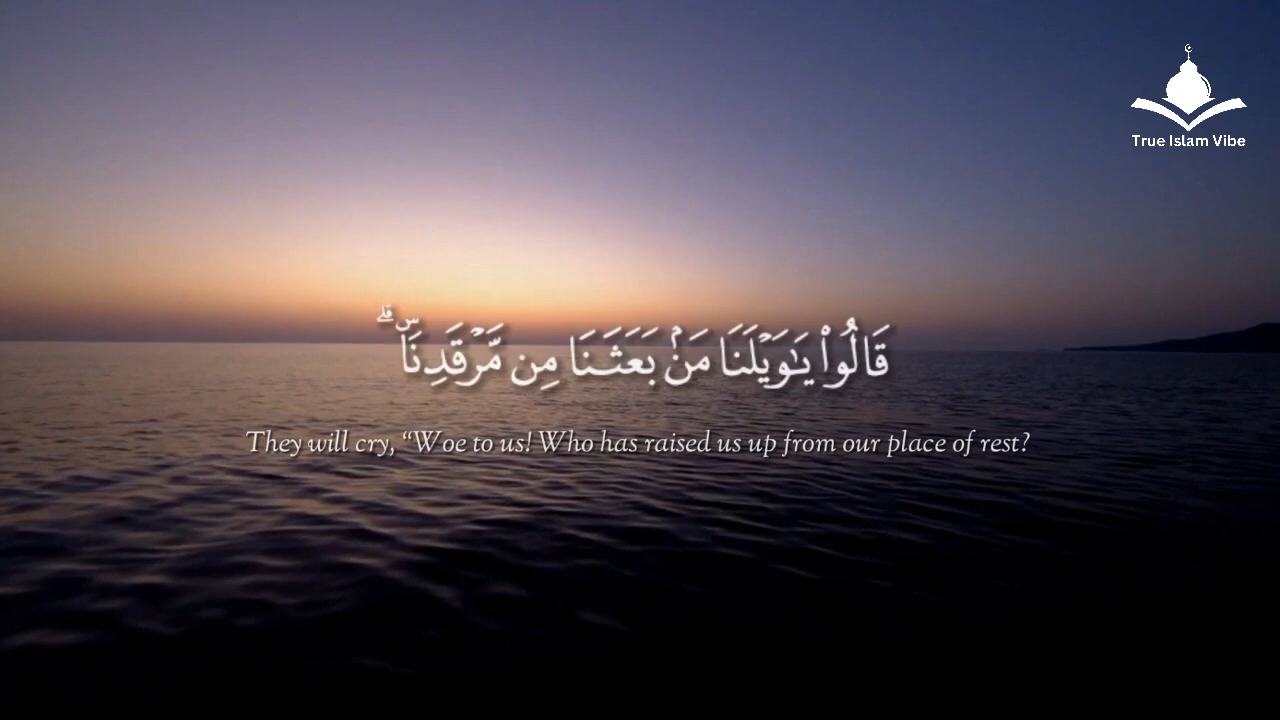 True Islam Vibe
قَالُوا۟ يَـٰوَيْلَنَا مَنۢ بَعَثَنَا مِن مَّرْقَدِنَا ۜ ۗ
They will cry, “Woe to us! Who has raised us up from our place of rest?